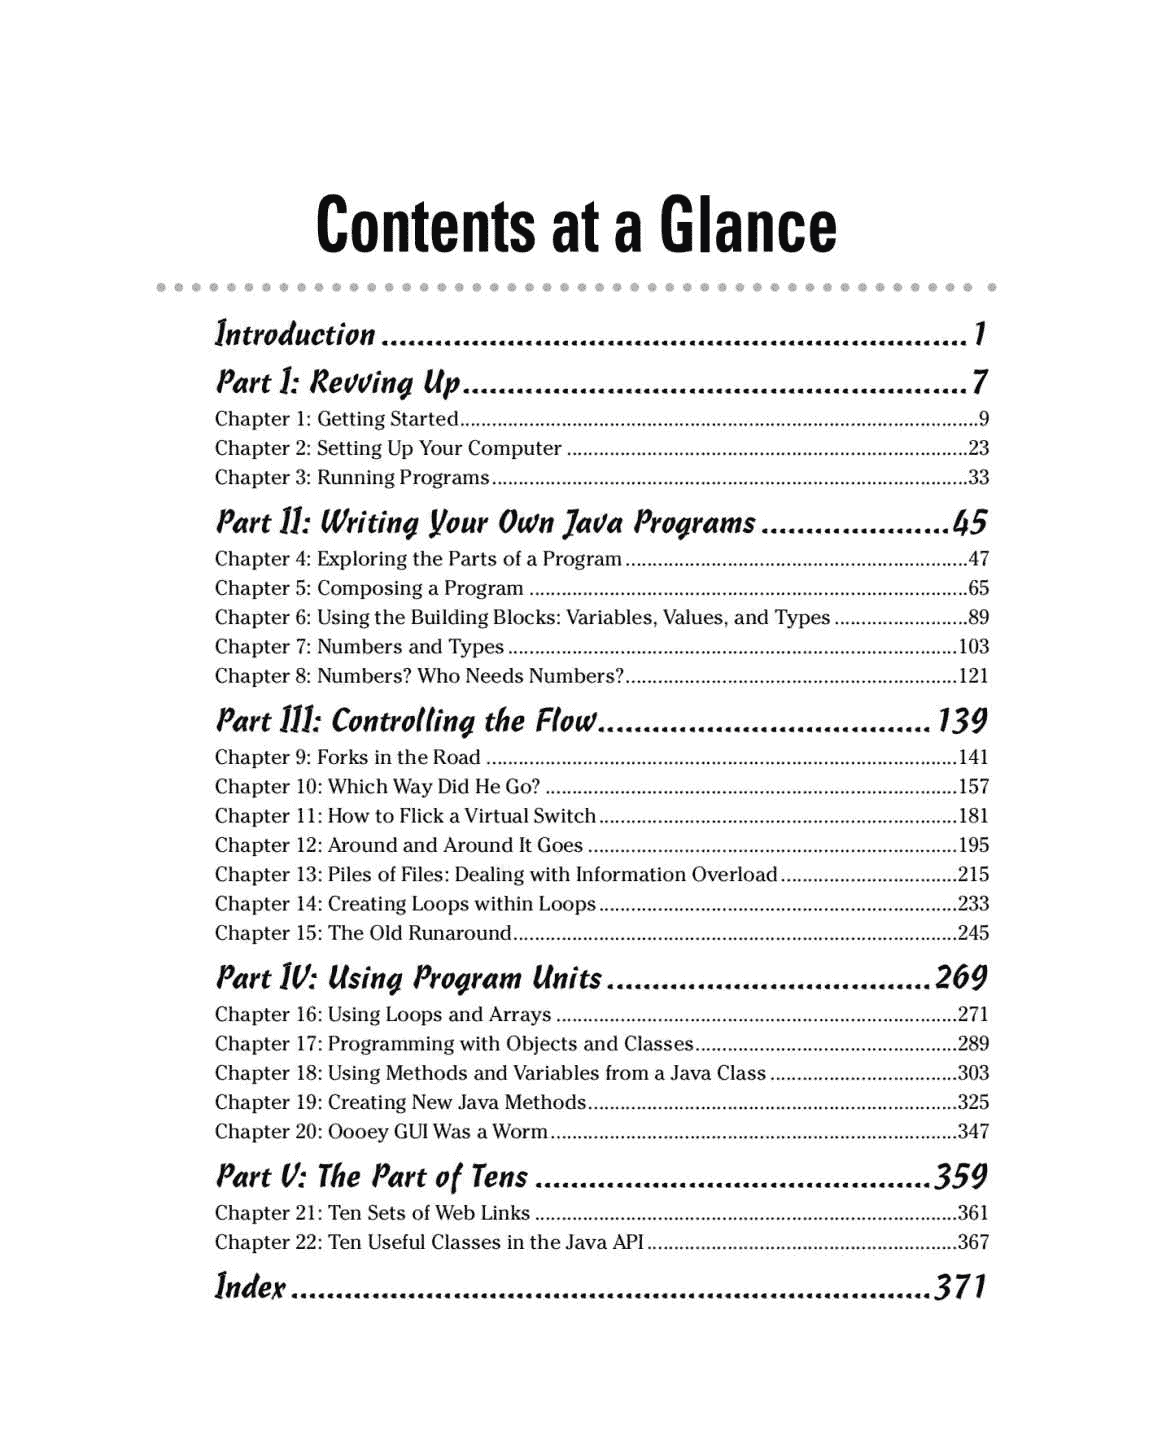 Contents at a Glance
Introduction ................................................................. 1
Part I: Revving Up......................................................... 7
Chapter 1: Getting Started.................................................................................................9
Chapter 2: Setting Up Your Computer ...........................................................................23
Chapter 3: Running Programs.........................................................................................33
Part II: Writing Your Own Java Programs .....................45
Chapter 4: Exploring the Parts of a Program ................................................................47
Chapter 5: Composing a Program ..................................................................................65
Chapter 6: Using the Building Blocks: Variables, Values, and Types .........................89
Chapter 7: Numbers and Types ....................................................................................103
Chapter 8: Numbers? Who Needs Numbers?..............................................................121
Part III: Controlling the Flow..................................... 139
Chapter 9: Forks in the Road ........................................................................................141
Chapter 10: Which Way Did He Go? .............................................................................157
Chapter 11: How to Flick a Virtual Switch ...................................................................181
Chapter 12: Around and Around It Goes .....................................................................195
Chapter 13: Piles of Files: Dealing with Information Overload .................................215
Chapter 14: Creating Loops within Loops ...................................................................233
Chapter 15: The Old Runaround...................................................................................245
Part IV: Using Program Units ....................................269
Chapter 16: Using Loops and Arrays ...........................................................................271
Chapter 17: Programming with Objects and Classes.................................................289
Chapter 18: Using Methods and Variables from a Java Class ...................................303
Chapter 19: Creating New Java Methods.....................................................................325
Chapter 20: Oooey GUI Was a Worm............................................................................347
Part V: The Part of Tens ............................................359
Chapter 21: Ten Sets of Web Links ...............................................................................361
Chapter 22: Ten Useful Classes in the Java API ..........................................................367
Index .......................................................................371